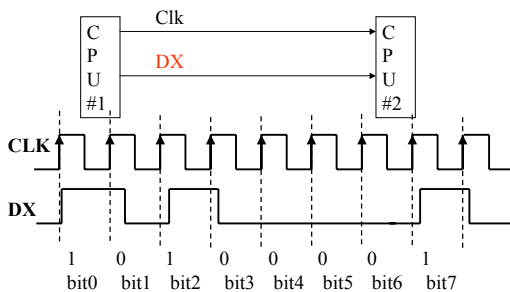 Clk
DX
C
P
U
#1
C
P
U
#2
CLK
DX
1 0 1 0 0 0 0 1
bit0 bit1 bit2 bit3 bit4 bit5 bit6 bit7